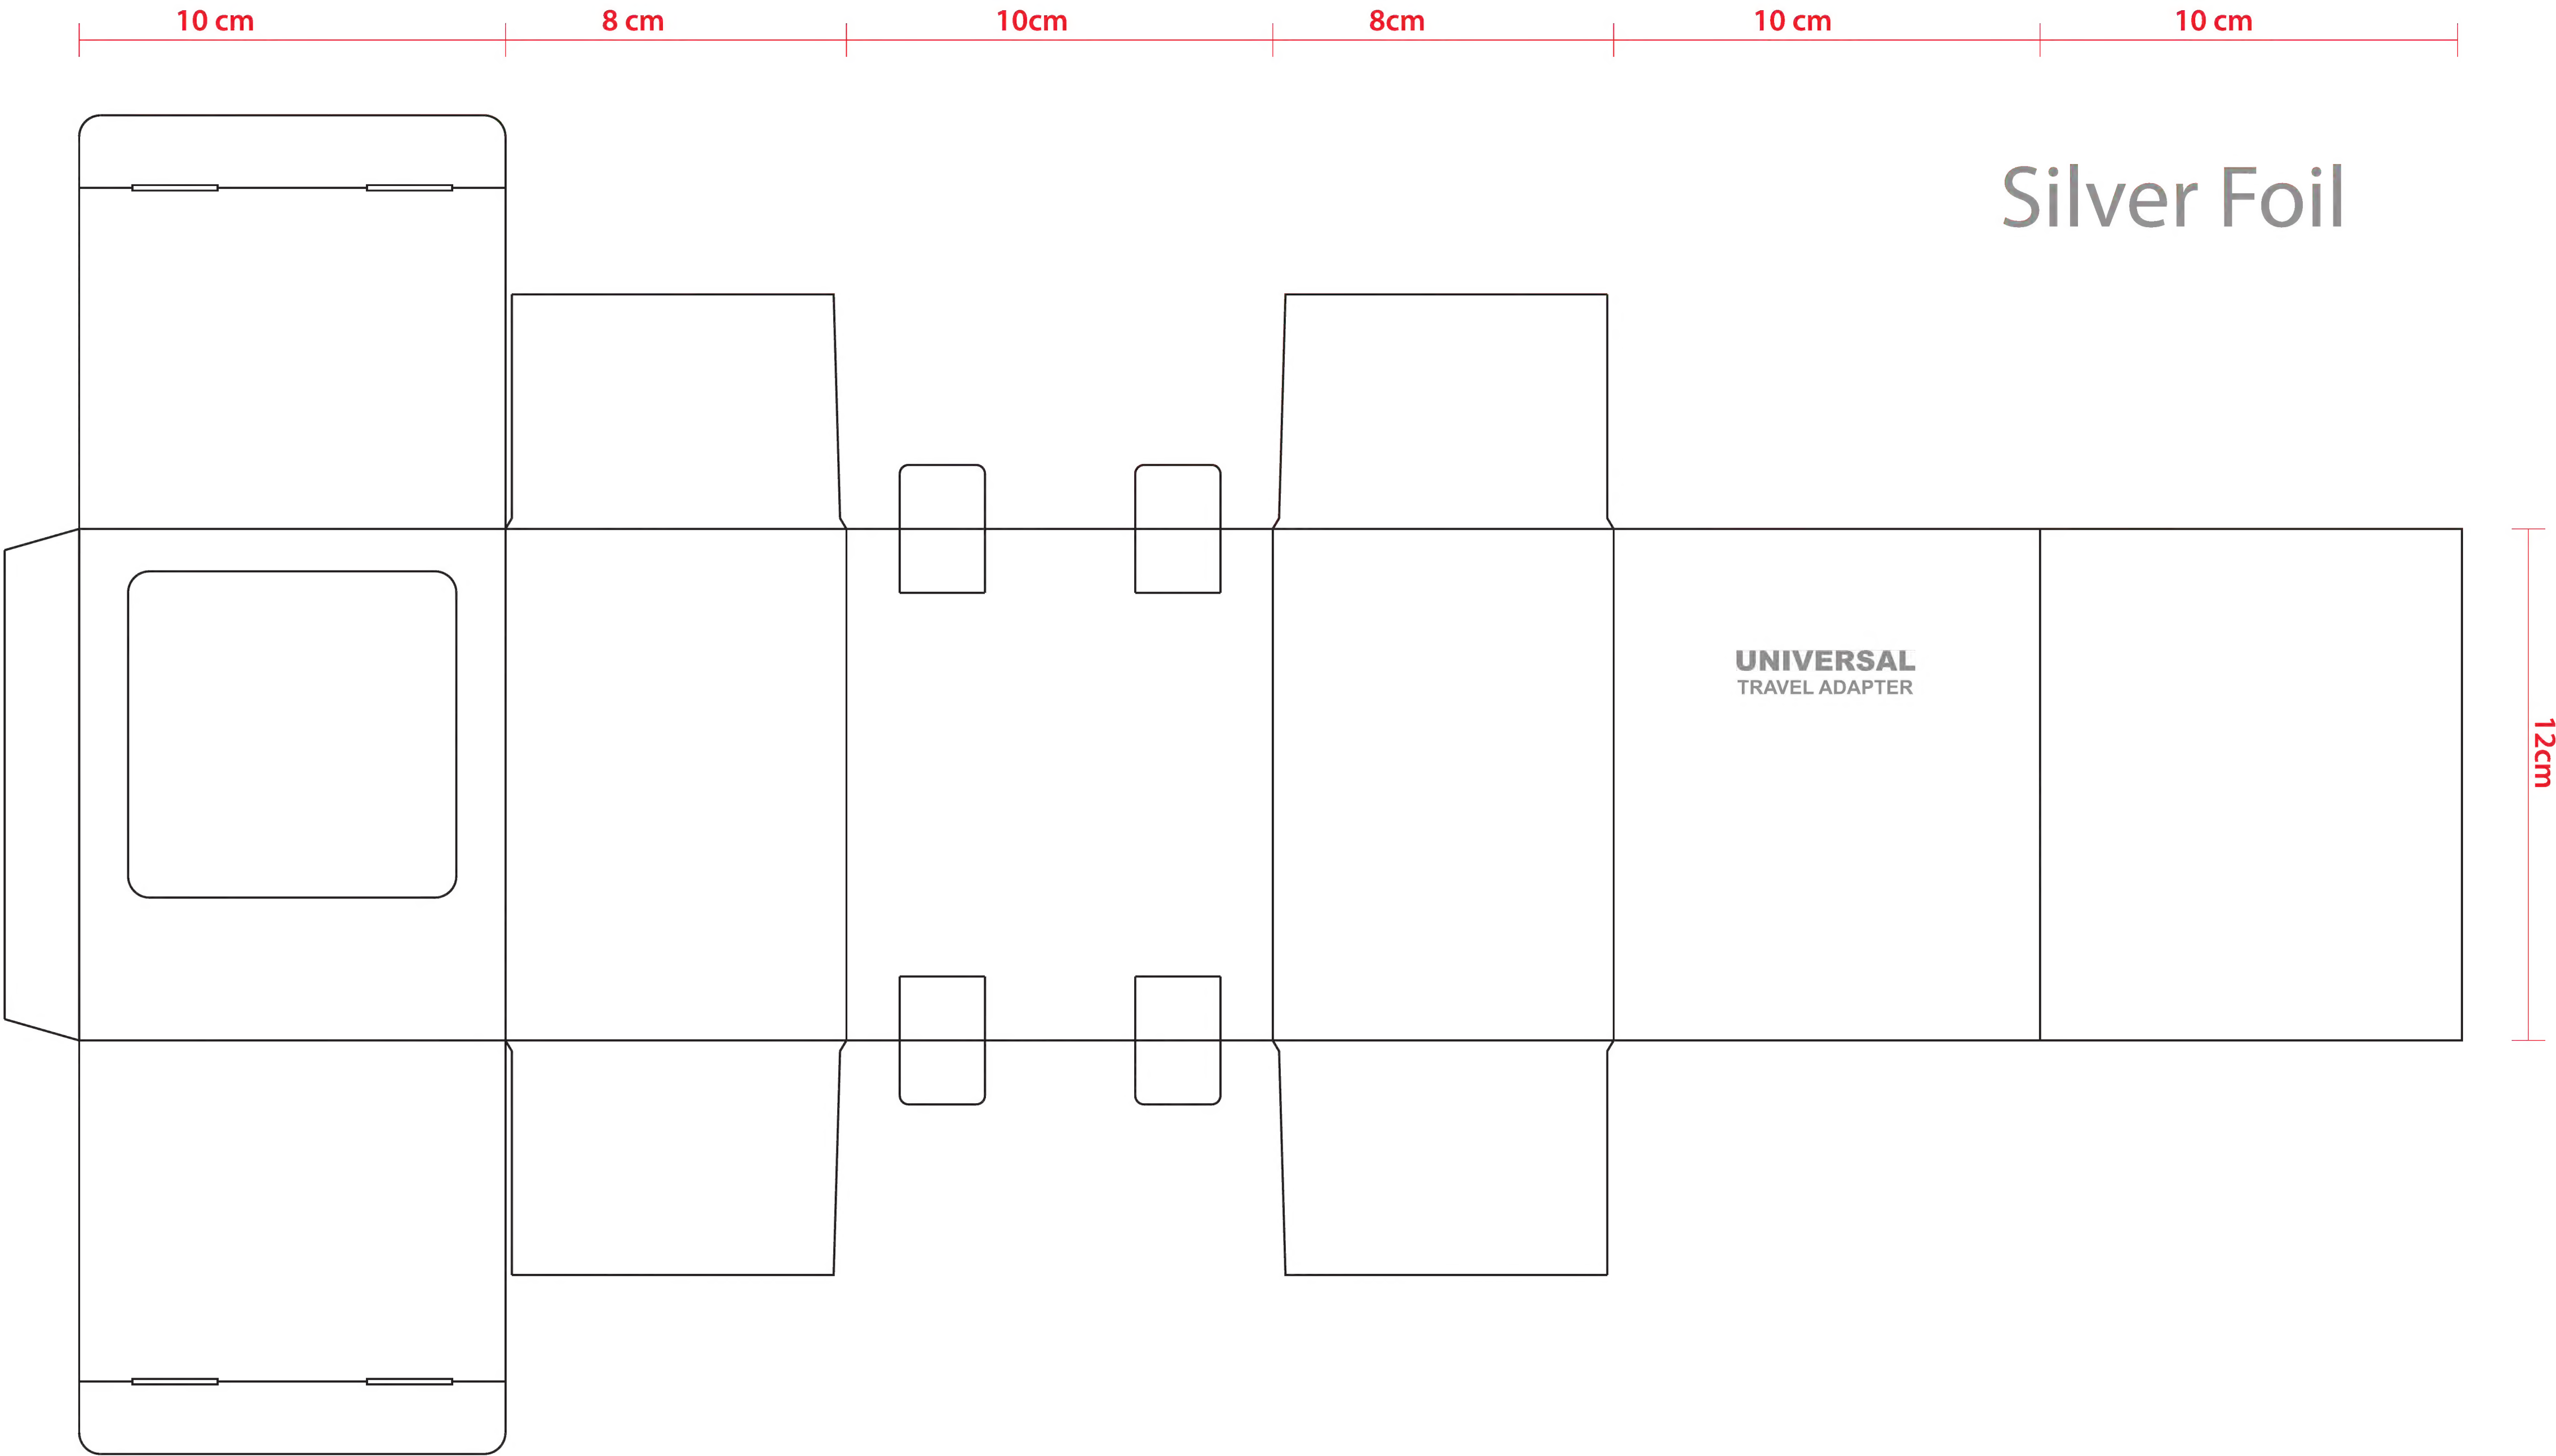 10 cm
8 cm
10cm
8cm
10 cm
10 cm
Silver Foil
UNIVERSAL
TRAVEL ADAPTER
12cm